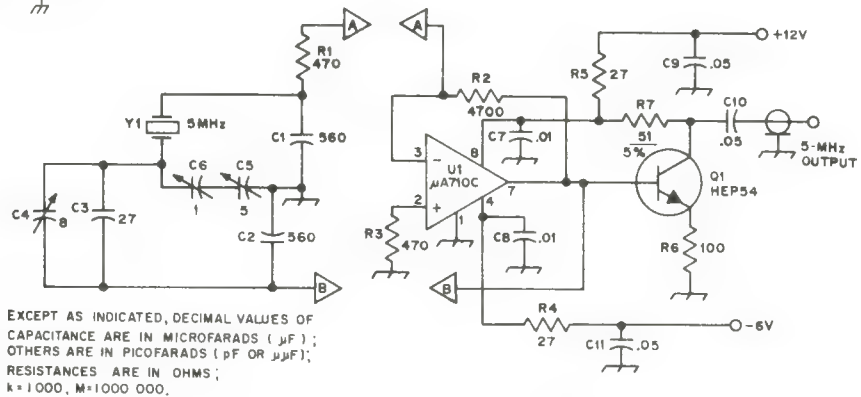 A
A
+12V
R1
470
R2
4700
R5
27
C9
.05
Y1
5MHz
C1
560
C7
.01
R7
51
5%
C10
.05
5-MHz
OUTPUT
C6
1
C5
5
3
-
8
U1
μA710C
7
2
+
1
4
Q1
HEP54
C4
8
C3
27
C2
560
R3
470
C8
.01
R6
100
B
B
R4
27
-6V
C11
.05
EXCEPT AS INDICATED, DECIMAL VALUES OF
CAPACITANCE ARE IN MICROFARADS ( μF ) ;
OTHERS ARE IN PICOFARADS ( pF OR μμF);
RESISTANCES ARE IN OHMS ;
k=1000, M=1000 000.